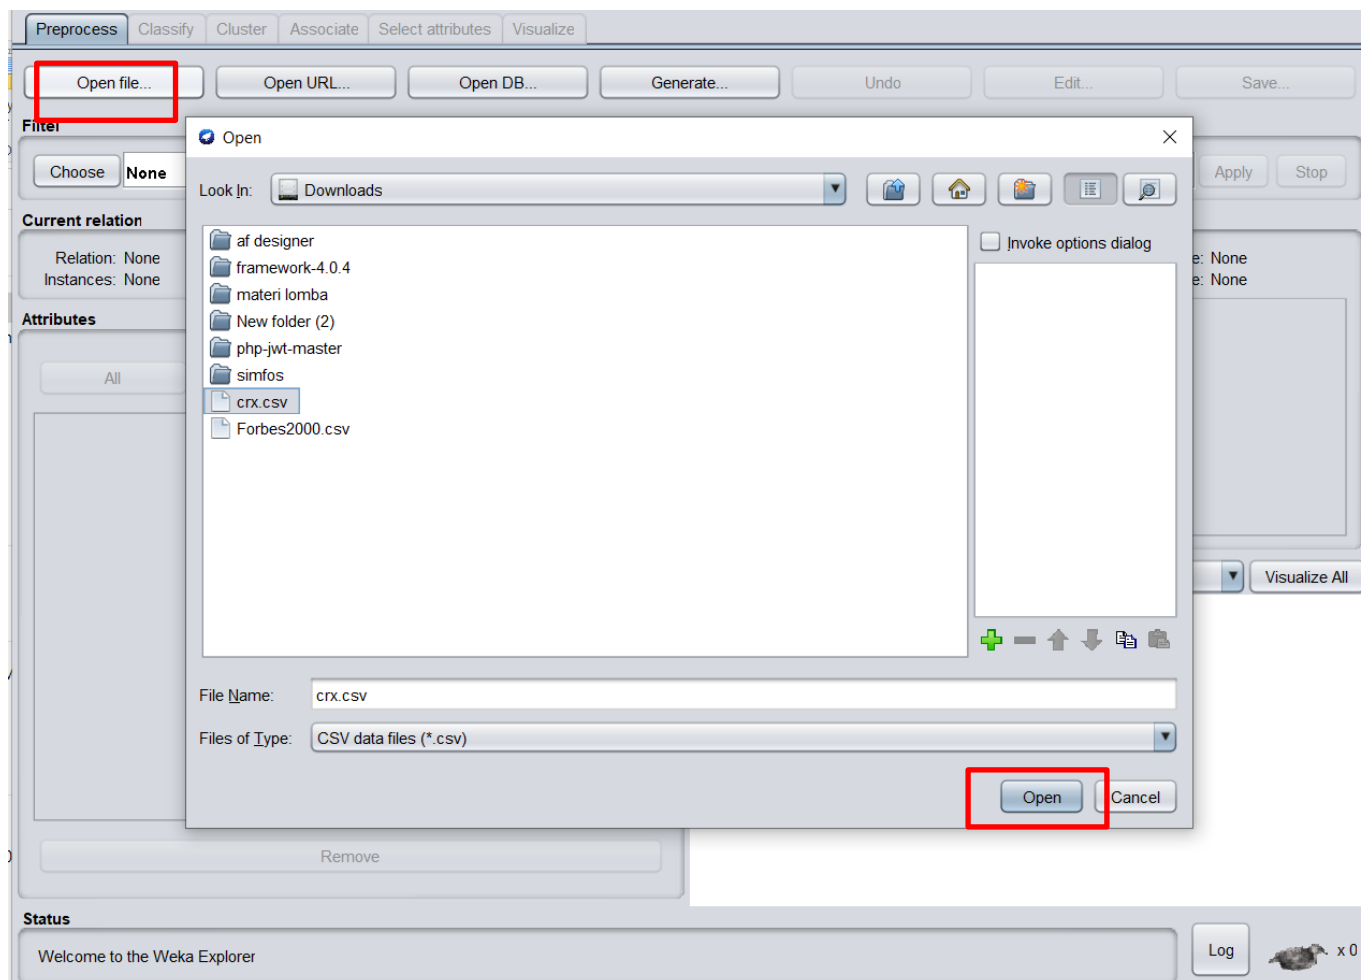 Preprocess Classify Cluster Associate Select attributes Visualize
Open file... Open URL... Open DB... Generate... Undo Edit... Save...
Filter
Choose None Apply Stop
Open
Look In: Downloads
Current relation
Relation: None
Instances: None
e: None
e: None
Attributes
All
af designer
framework-4.0.4
materi lomba
New folder (2)
php-jwt-master
simfos
crx.csv
Forbes2000.csv
Invoke options dialog
Visualize All
File Name: crx.csv
Files of Type: CSV data files (*.csv)
Open Cancel
Remove
Status
Welcome to the Weka Explorer
Log x 0